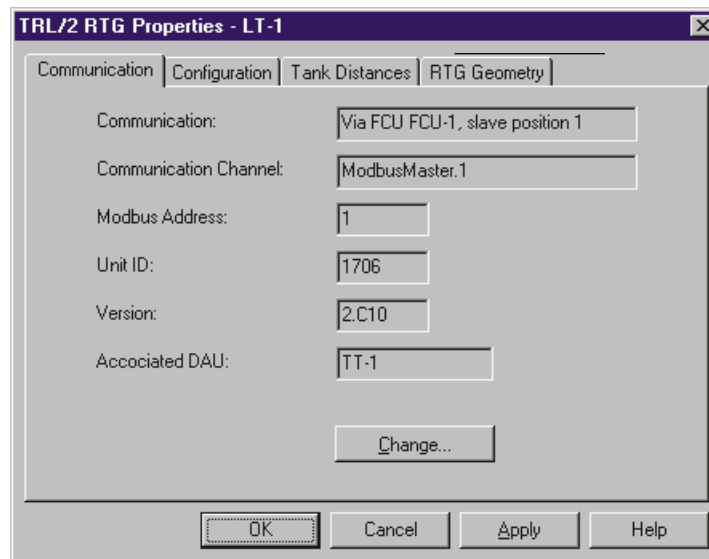 TRL/2 RTG Properties - LT-1
Communication Configuration Tank Distances RTG Geometry
Communication: Via FCU FCU-1, slave position 1
Communication Channel: ModbusMaster.1
Modbus Address: 1
Unit ID: 1706
Version: 2.C10
Accociated DAU: TT-1
Change...
OK Cancel Apply Help